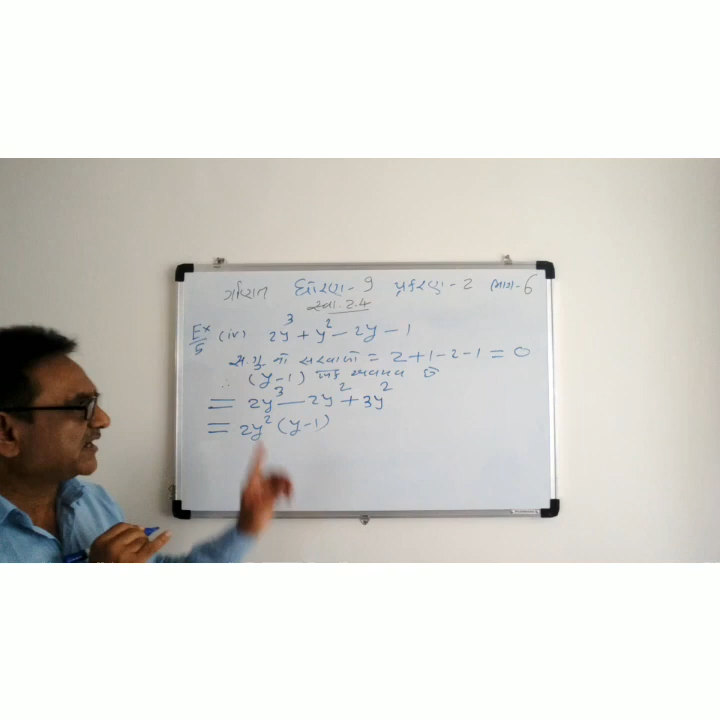 ગણિત ધોરણ-9 પ્રકરણ-2 ભાગ-6
સ્વા. 2.4
Ex/5 (iv) 2y³ + y² - 2y - 1
સ.ગુ નો સરવાળો = 2+1-2-1 = 0
∴ (y-1) એક અવયવ છે
= 2y³ - 2y² + 3y²
= 2y² (y-1)